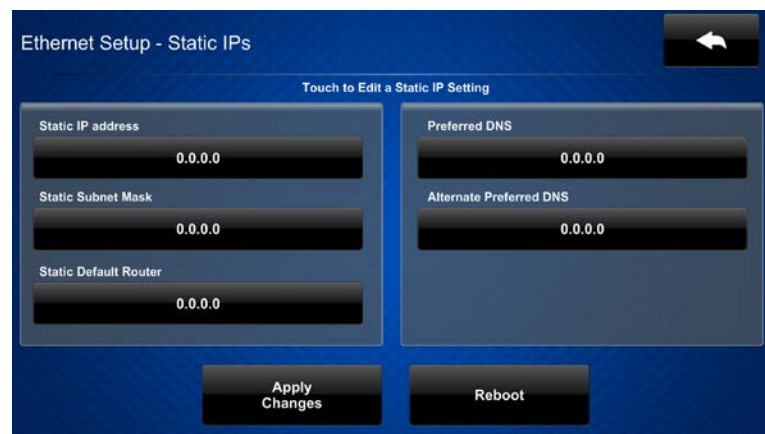 Ethernet Setup - Static IPs
Touch to Edit a Static IP Setting
Static IP address
0.0.0.0
Static Subnet Mask
0.0.0.0
Static Default Router
0.0.0.0
Preferred DNS
0.0.0.0
Alternate Preferred DNS
0.0.0.0
Apply
Changes
Reboot